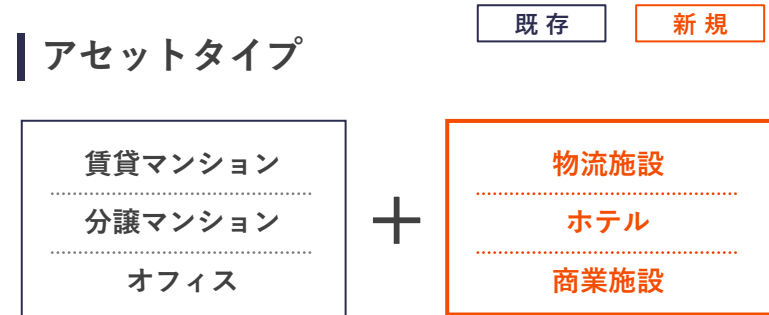 アセットタイプ
既存
新規
賃貸マンション
分譲マンション
オフィス
+
物流施設
ホテル
商業施設